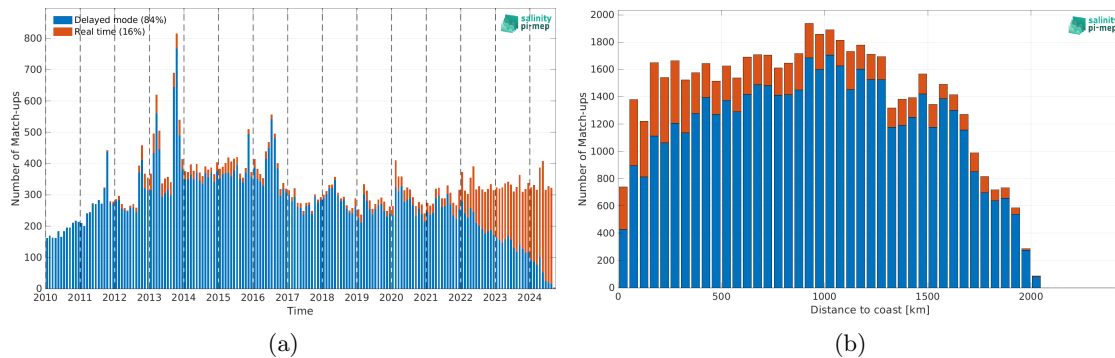 Delayed mode (84%)
Real time (16%)
salinity
pi-mep
Number of Match-ups
800
700
600
500
400
300
200
100
0
2010 2011 2012 2013 2014 2015 2016 2017 2018 2019 2020 2021 2022 2023 2024
Time
(a)
salinity
pi-mep
Number of Match-ups
2000
1800
1600
1400
1200
1000
800
600
400
200
0
0 500 1000 1500 2000
Distance to coast [km]
(b)